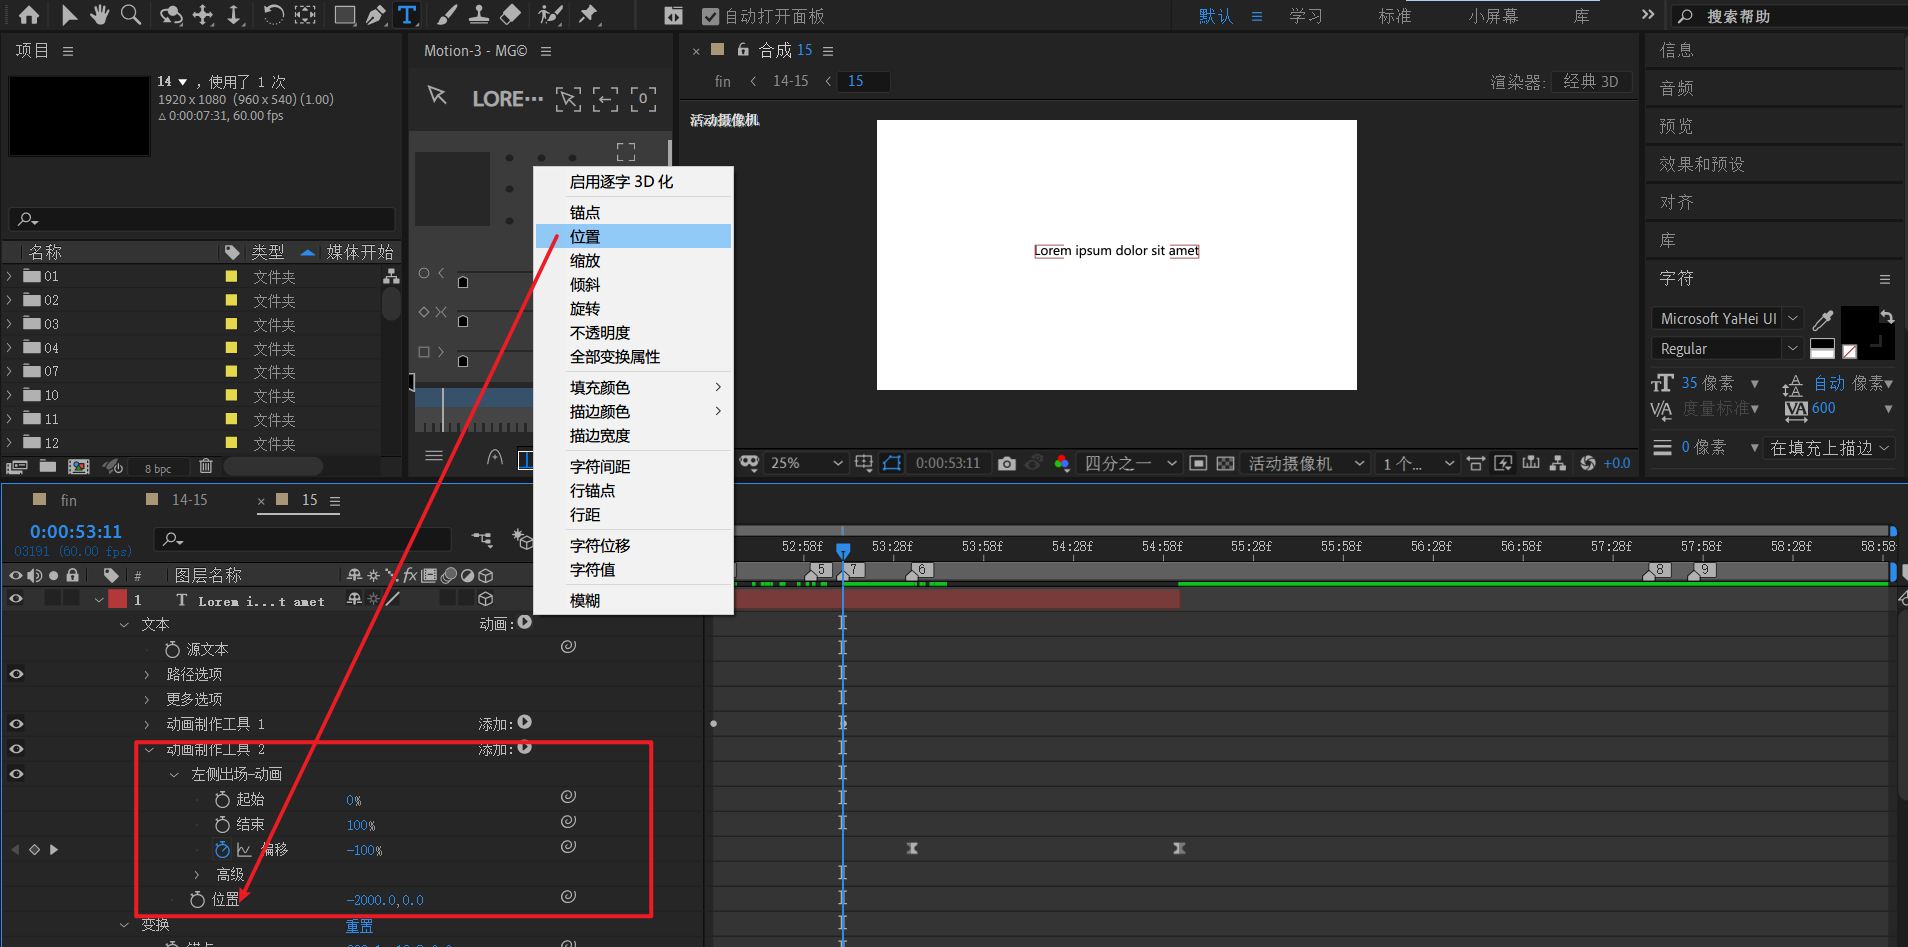 自动打开面板
默认
学习
标准
小屏幕
库
搜索帮助
项目
14 ，使用了 1 次
1920 x 1080 (960 x 540) (1.00)
△ 0:00:07:31, 60.00 fps
名称
类型
媒体开始
01 文件夹
02 文件夹
03 文件夹
04 文件夹
07 文件夹
10 文件夹
11 文件夹
12 文件夹
8 bpc
Motion-3 - MG©
LORE···
0
启用逐字 3D 化
锚点
位置
缩放
倾斜
旋转
不透明度
全部变换属性
填充颜色
描边颜色
描边宽度
字符间距
行锚点
行距
字符位移
字符值
模糊
合成 15
fin
14-15
15
渲染器: 经典 3D
活动摄像机
Lorem ipsum dolor sit amet
25%
0:00:53:11
四分之一
活动摄像机
1 个...
+0.0
信息
音频
预览
效果和预设
对齐
库
字符
Microsoft YaHei UI
Regular
35 像素
自动 像素
度量标准
600
0 像素
在填充上描边
fin
14-15
15
0:00:53:11
03191 (60.00 fps)
# 图层名称
1 T Lorem i...t amet
文本
动画:
源文本
路径选项
更多选项
动画制作工具 1
添加:
动画制作工具 2
添加:
左侧出场-动画
起始 0%
结束 100%
偏移 -100%
高级
位置 -2000.0,0.0
变换 重置
52:58f
53:28f
53:58f
54:28f
54:58f
55:28f
55:58f
56:28f
56:58f
57:28f
57:58f
58:28f
58:58
5
7
6
8
9